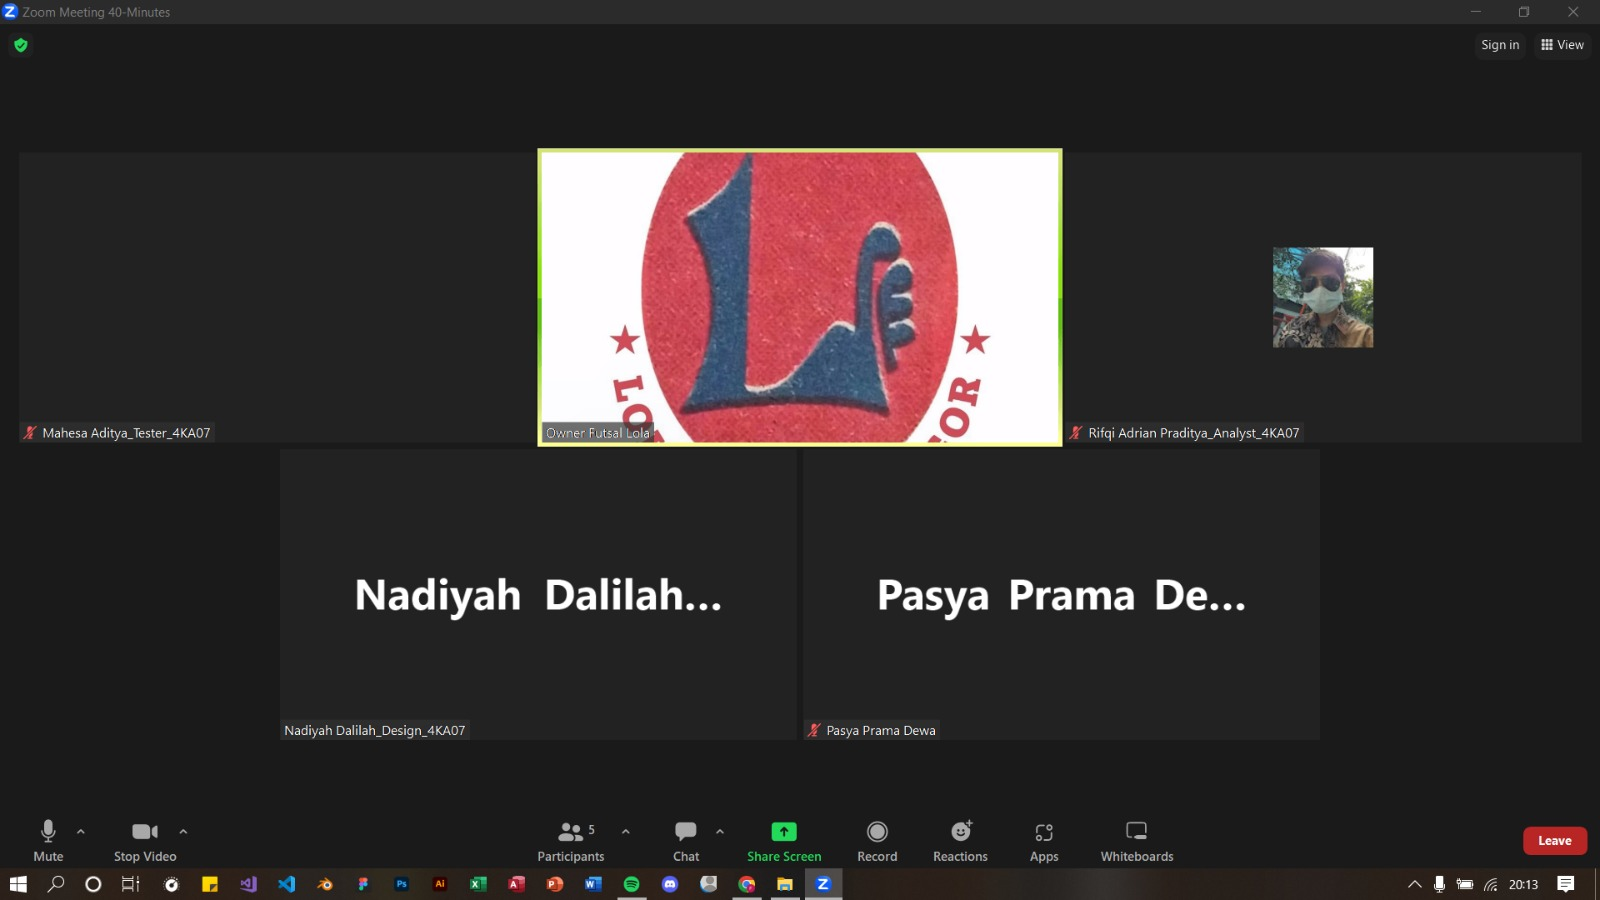 Zoom Meeting 40-Minutes
Sign in
View
Mahesa Aditya_Tester_4KA07
LO
OR
Owner Futsal Lola
Rifqi Adrian Praditya_Analyst_4KA07
Nadiyah Dalilah...
Nadiyah Dalilah_Design_4KA07
Pasya Prama De...
Pasya Prama Dewa
Mute
Stop Video
5
Participants
Chat
Share Screen
Record
Reactions
Apps
Whiteboards
Leave
20:13